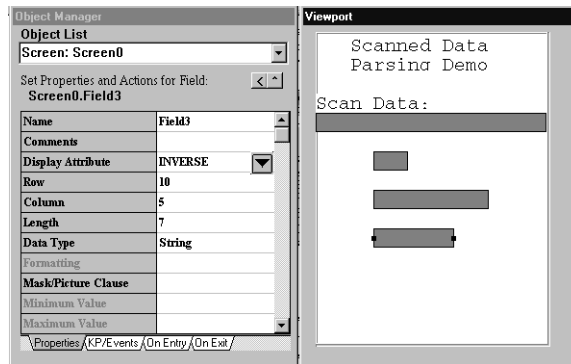 Object Manager
Object List
Screen: Screen0
Set Properties and Actions for Field:
Screen0.Field3
Name Field3
Comments
Display Attribute INVERSE
Row 10
Column 5
Length 7
Data Type String
Formatting
Mask/Picture Clause
Minimum Value
Maximum Value
Properties KP/Events On Entry On Exit
Viewport
Scanned Data
Parsing Demo
Scan Data: